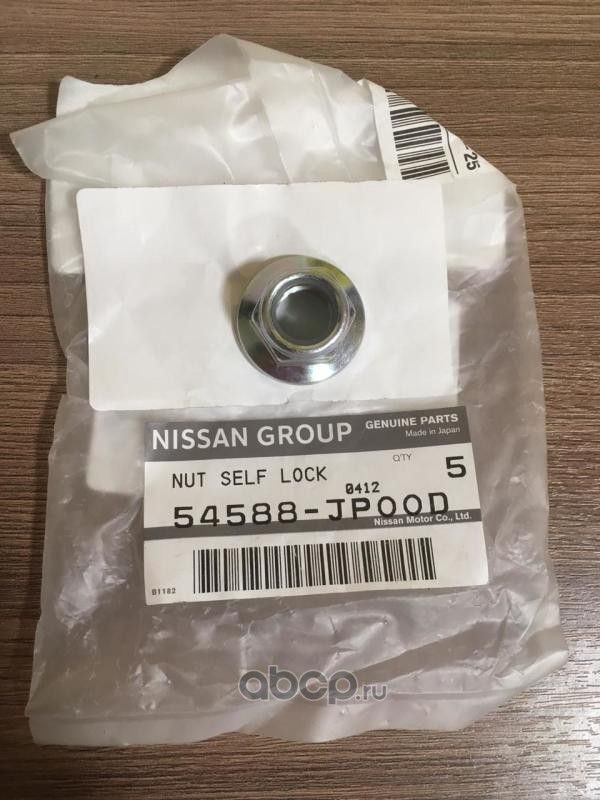 25
NISSAN GROUP GENUINE PARTS
Made in Japan
NUT SELF LOCK Q'TY 5
0412
54588-JP00D
Nissan Motor Co., Ltd.
B1182
abcp.ru